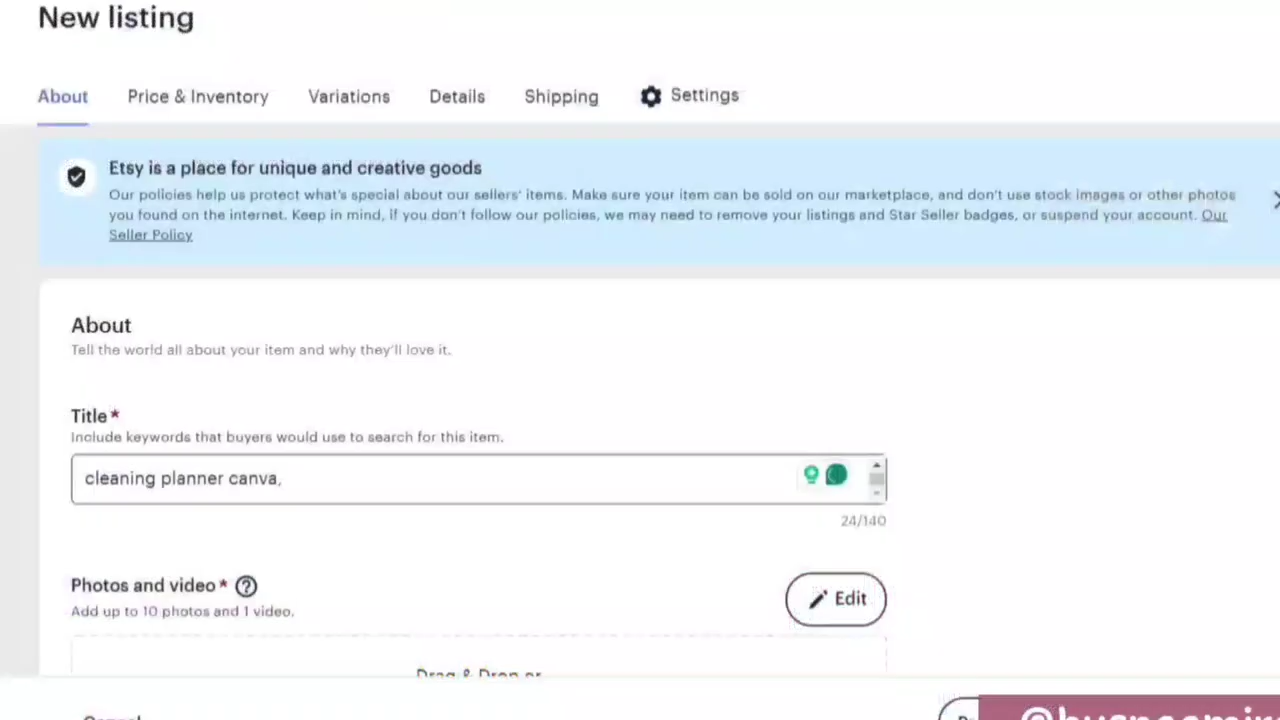 New listing
About Price & Inventory Variations Details Shipping Settings
Etsy is a place for unique and creative goods
Our policies help us protect what's special about our sellers' items. Make sure your item can be sold on our marketplace, and don't use stock images or other photos
you found on the internet. Keep in mind, if you don't follow our policies, we may need to remove your listings and Star Seller badges, or suspend your account. Our
Seller Policy
About
Tell the world all about your item and why they'll love it.
Title*
Include keywords that buyers would use to search for this item.
cleaning planner canva,
24/140
Photos and video*
Edit
Add up to 10 photos and 1 video.
Drag & Drop or
Cancel